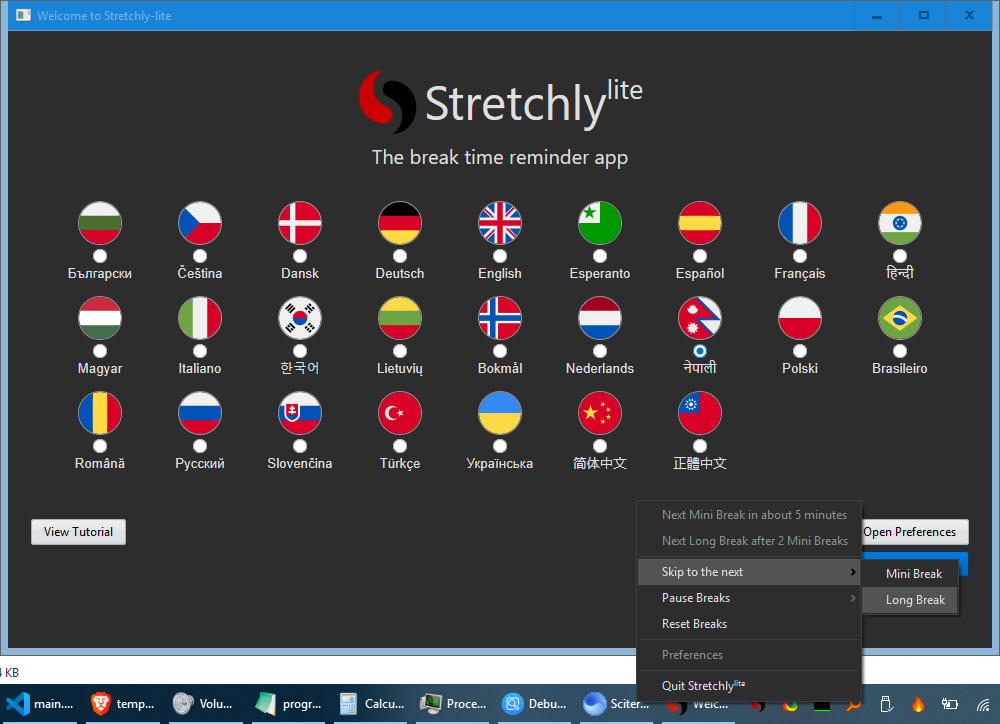 Welcome to Stretchly-lite
Stretchly lite
The break time reminder app
Български Čeština Dansk Deutsch English Esperanto Español Français हिन्दी
Magyar Italiano 한국어 Lietuvių Bokmål Nederlands नेपाली Polski Brasileiro
Română Русский Slovenčina Türkçe Українська 简体中文 正體中文
View Tutorial
Open Preferences
Next Mini Break in about 5 minutes
Next Long Break after 2 Mini Breaks
Skip to the next
Pause Breaks
Reset Breaks
Preferences
Quit Stretchly lite
Mini Break
Long Break
KB
main.... temp... Volu... progr... Calcu... Proce... Debu... Sciter... Welc...